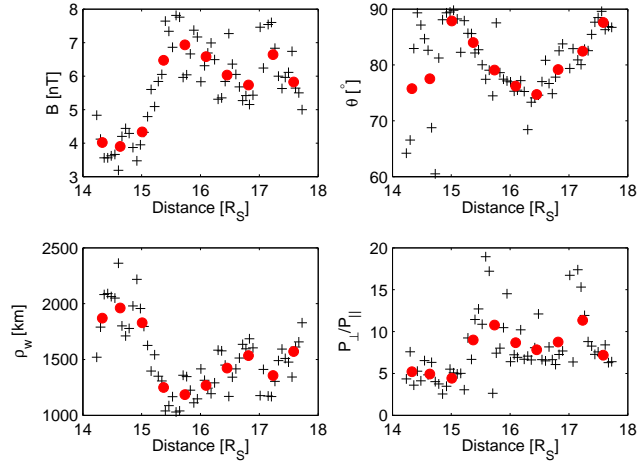 8
7
6
5
4
3
B [nT]
14 15 16 17 18
Distance [R_S]
90
80
70
60
θ [°]
14 15 16 17 18
Distance [R_S]
2500
2000
1500
1000
ρ_w [km]
14 15 16 17 18
Distance [R_S]
20
15
10
5
0
P_⊥/P_||
14 15 16 17 18
Distance [R_S]